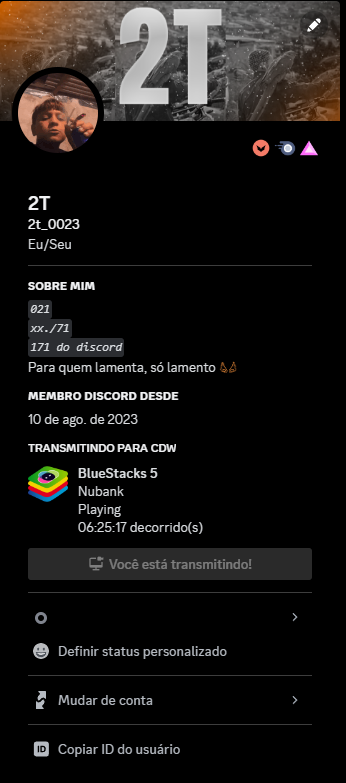 2T
2T
2t_0023
Eu/Seu
SOBRE MIM
021
xx./71
171 do discord
Para quem lamenta, só lamento
MEMBRO DISCORD DESDE
10 de ago. de 2023
TRANSMITINDO PARA CDW
BlueStacks 5
Nubank
Playing
06:25:17 decorrido(s)
Você está transmitindo!
Definir status personalizado
Mudar de conta
ID Copiar ID do usuário